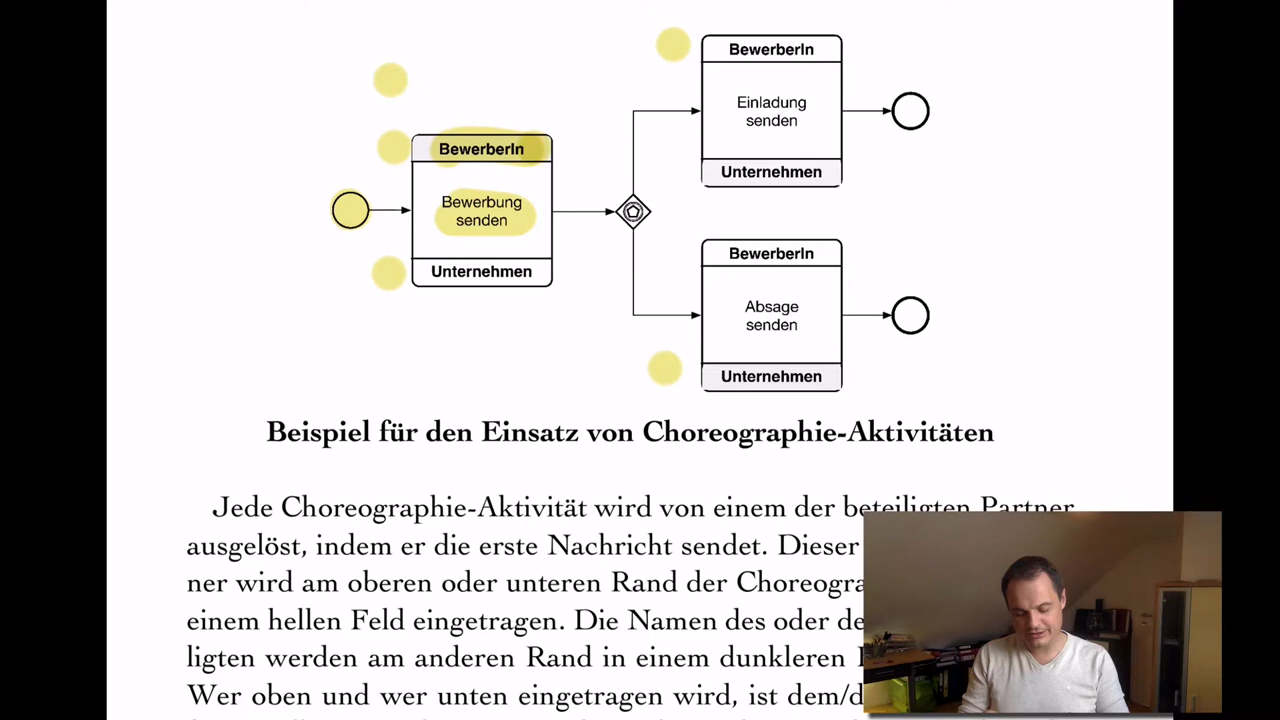 BewerberIn
Einladung
senden
Unternehmen
BewerberIn
Bewerbung
senden
Unternehmen
BewerberIn
Absage
senden
Unternehmen
Beispiel für den Einsatz von Choreographie-Aktivitäten
Jede Choreographie-Aktivität wird von einem der beteiligten Partner
ausgelöst, indem er die erste Nachricht sendet. Dieser
ner wird am oberen oder unteren Rand der Choreogra
einem hellen Feld eingetragen. Die Namen des oder de
ligten werden am anderen Rand in einem dunkleren
Wer oben und wer unten eingetragen wird, ist dem/d